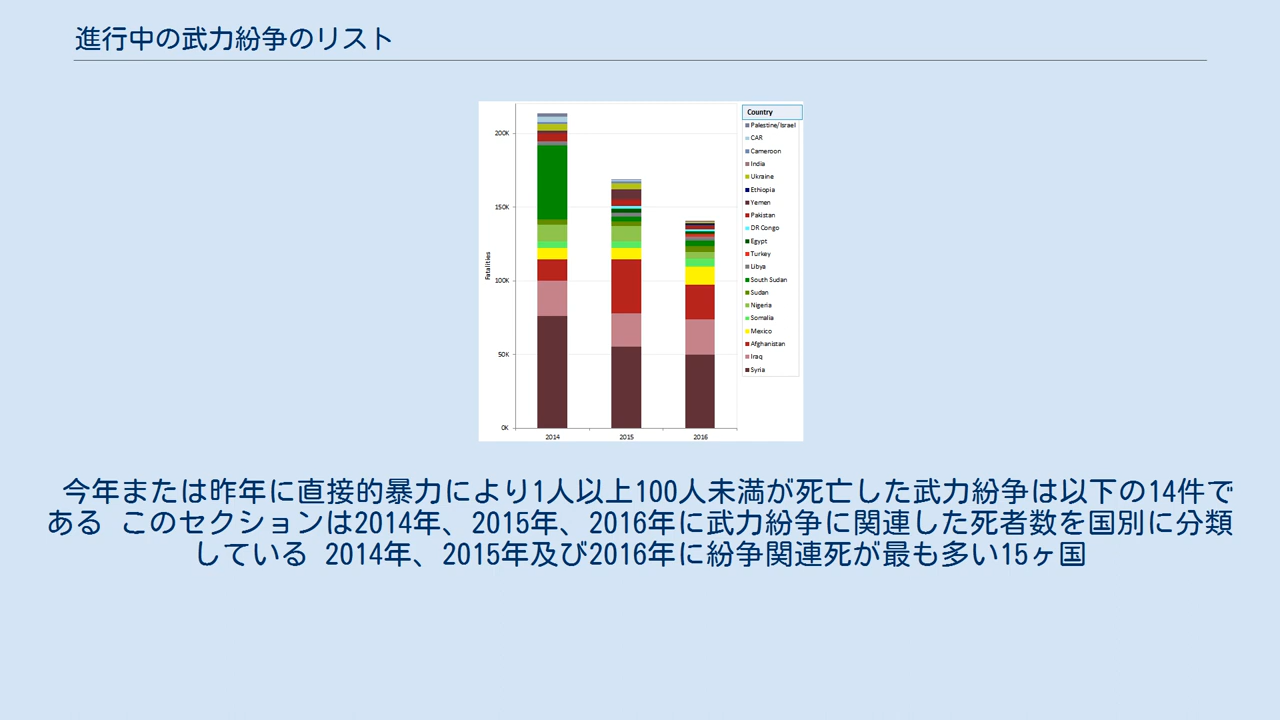 進行中の武力紛争のリスト
Country
Palestine/Israel
CAR
Cameroon
India
Ukraine
Ethiopia
Yemen
Pakistan
DR Congo
Egypt
Turkey
Libya
South Sudan
Sudan
Nigeria
Somalia
Mexico
Afghanistan
Iraq
Syria
200K
150K
100K
50K
0K
Fatalities
2014 2015 2016
今年または昨年に直接的暴力により1人以上100人未満が死亡した武力紛争は以下の14件で
ある このセクションは2014年、2015年、2016年に武力紛争に関連した死者数を国別に分類
している 2014年、2015年及び2016年に紛争関連死が最も多い15ヶ国